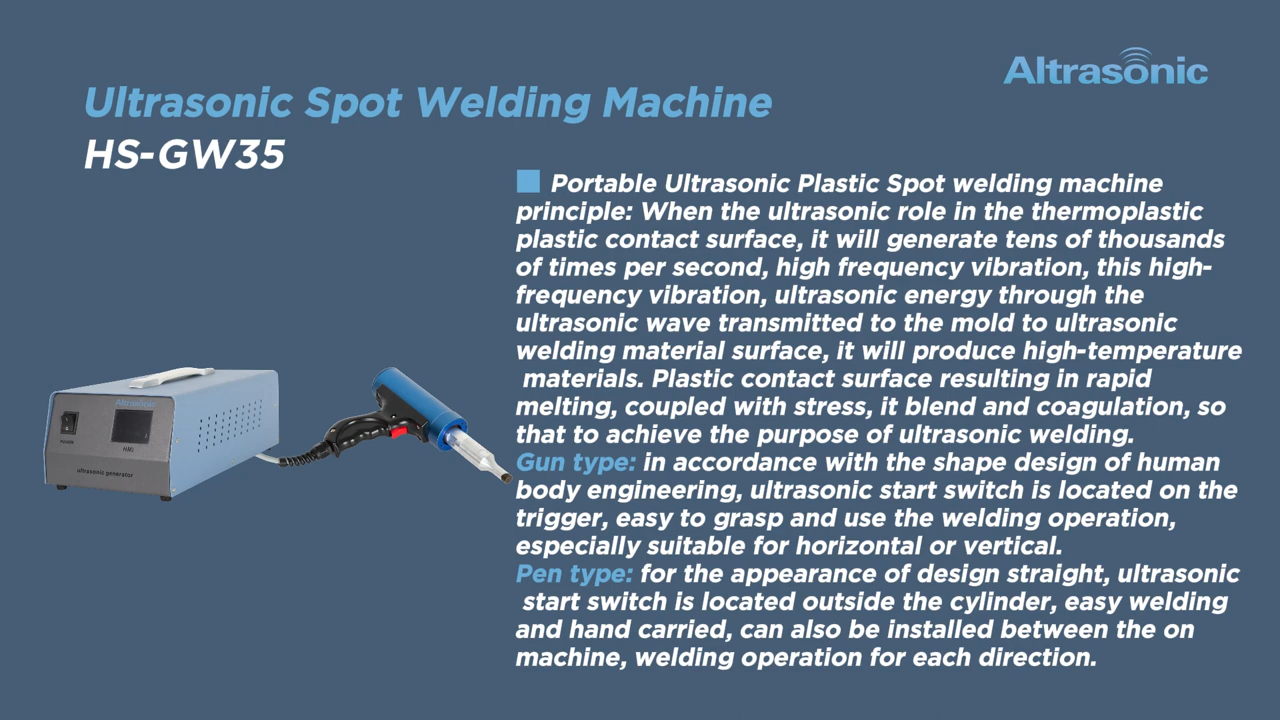 Altrasonic
Ultrasonic Spot Welding Machine
HS-GW35
Portable Ultrasonic Plastic Spot welding machine
principle: When the ultrasonic role in the thermoplastic
plastic contact surface, it will generate tens of thousands
of times per second, high frequency vibration, this high-
frequency vibration, ultrasonic energy through the
ultrasonic wave transmitted to the mold to ultrasonic
welding material surface, it will produce high-temperature
materials. Plastic contact surface resulting in rapid
melting, coupled with stress, it blend and coagulation, so
that to achieve the purpose of ultrasonic welding.
Gun type: in accordance with the shape design of human
body engineering, ultrasonic start switch is located on the
trigger, easy to grasp and use the welding operation,
especially suitable for horizontal or vertical.
Pen type: for the appearance of design straight, ultrasonic
start switch is located outside the cylinder, easy welding
and hand carried, can also be installed between the on
machine, welding operation for each direction.
Altrasonic
POWER
ultrasonic generator